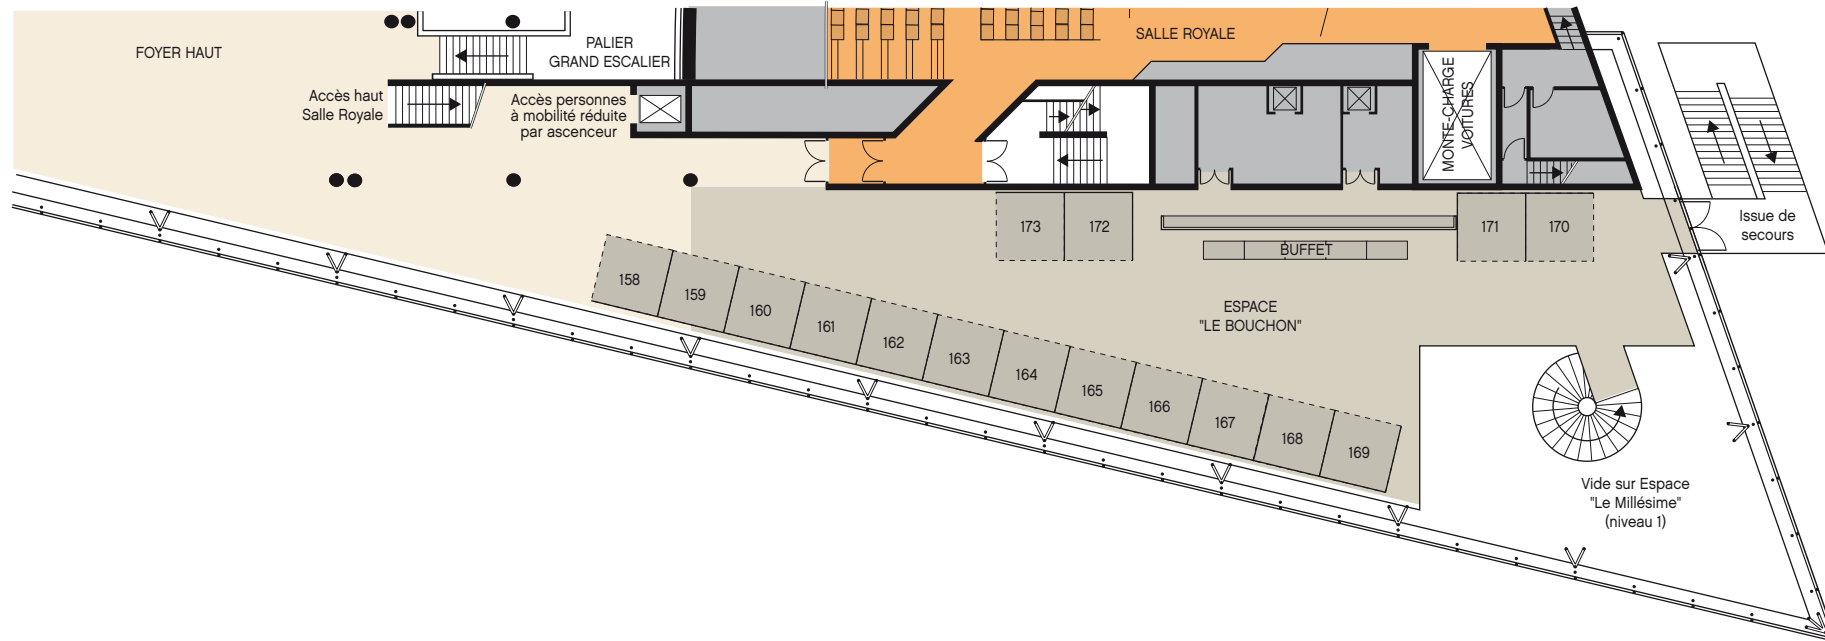 FOYER HAUT
PALIER
GRAND ESCALIER
SALLE ROYALE
Accès haut
Salle Royale
Accès personnes
à mobilité réduite
par ascenceur
MONTE-CHARGE
VOITURES
Issue de
secours
173
172
171
170
BUFFET
158
159
160
161
162
163
164
165
166
167
168
169
ESPACE
"LE BOUCHON"
Vide sur Espace
"Le Millésime"
(niveau 1)